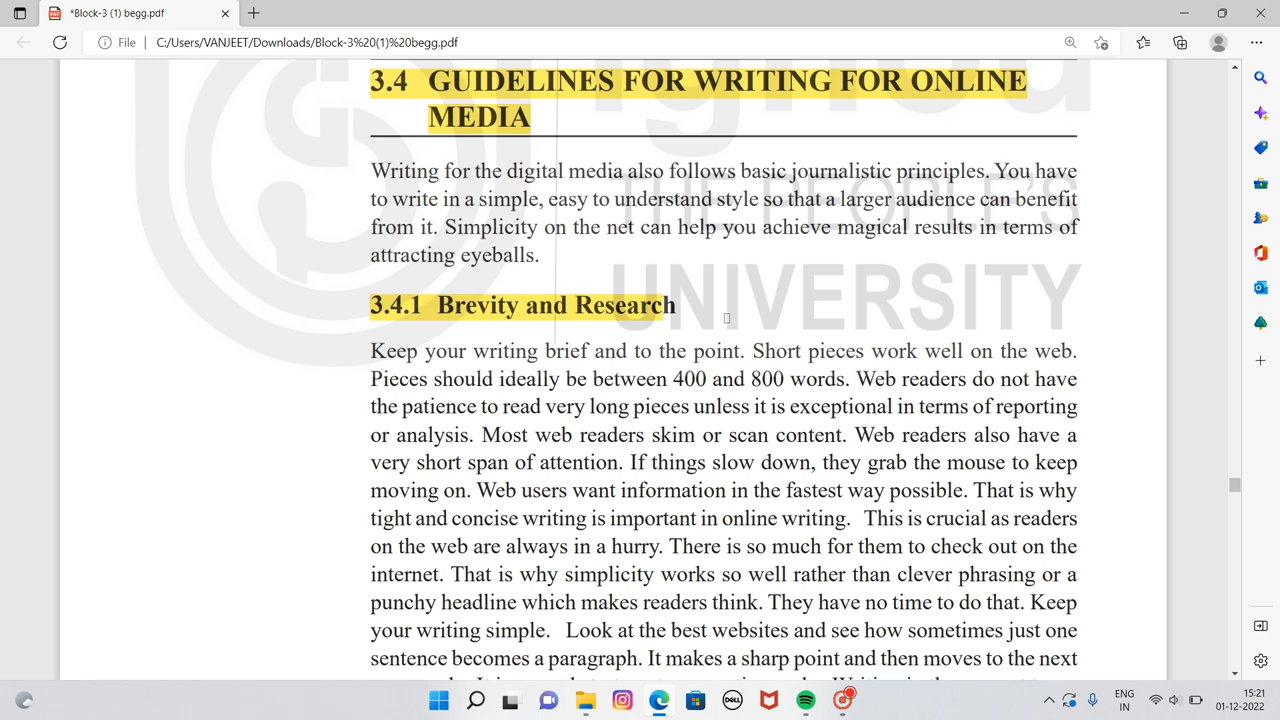 *Block-3 (1) begg.pdf
File
C:/Users/VANJEET/Downloads/Block-3%20(1)%20begg.pdf
ignou
THE PEOPLE'S
UNIVERSITY
3.4 GUIDELINES FOR WRITING FOR ONLINE
MEDIA
Writing for the digital media also follows basic journalistic principles. You have
to write in a simple, easy to understand style so that a larger audience can benefit
from it. Simplicity on the net can help you achieve magical results in terms of
attracting eyeballs.
3.4.1 Brevity and Research
Keep your writing brief and to the point. Short pieces work well on the web.
Pieces should ideally be between 400 and 800 words. Web readers do not have
the patience to read very long pieces unless it is exceptional in terms of reporting
or analysis. Most web readers skim or scan content. Web readers also have a
very short span of attention. If things slow down, they grab the mouse to keep
moving on. Web users want information in the fastest way possible. That is why
tight and concise writing is important in online writing. This is crucial as readers
on the web are always in a hurry. There is so much for them to check out on the
internet. That is why simplicity works so well rather than clever phrasing or a
punchy headline which makes readers think. They have no time to do that. Keep
your writing simple. Look at the best websites and see how sometimes just one
sentence becomes a paragraph. It makes a sharp point and then moves to the next
DELL
ENG
IN
15:21
01-12-2022